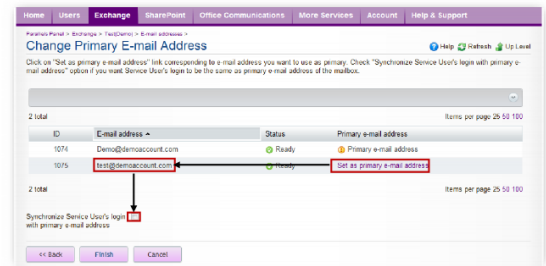 Home Users Exchange SharePoint Office Communications More Services Account Help & Support
Parallels Panel > Exchange > Test(Demo) > E-mail addresses >
Change Primary E-mail Address
Help Refresh Up Level
Click on "Set as primary e-mail address" link corresponding to e-mail address you want to use as primary. Check "Synchronize Service User's login with primary e-
mail address" option if you want Service User's login to be the same as primary e-mail address of the mailbox.
2 total Items per page 25 50 100
ID E-mail address Status Primary e-mail address
1074 Demo@demoaccount.com Ready Primary e-mail address
1075 test@demoaccount.com Ready Set as primary e-mail address
2 total Items per page 25 50 100
Synchronize Service User's login
with primary e-mail address
<< Back Finish Cancel